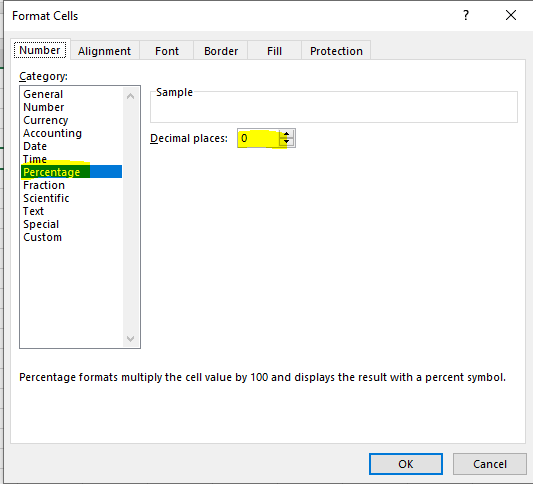 Format Cells
?
Number Alignment Font Border Fill Protection
Category:
General
Number
Currency
Accounting
Date
Time
Percentage
Fraction
Scientific
Text
Special
Custom
Sample
Decimal places: 0
Percentage formats multiply the cell value by 100 and displays the result with a percent symbol.
OK Cancel